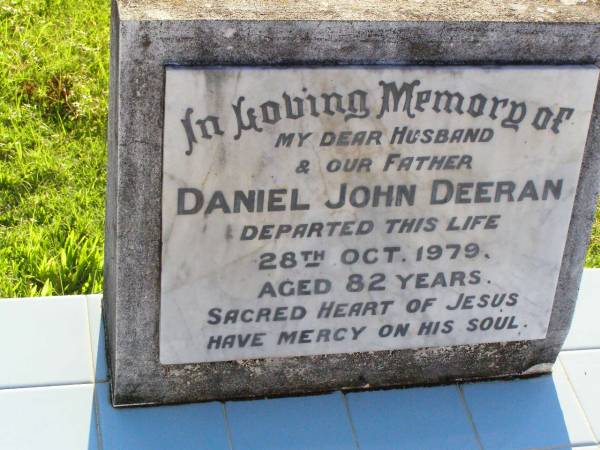 In Loving Memory of
MY DEAR HUSBAND
& OUR FATHER
DANIEL JOHN DEERAN
DEPARTED THIS LIFE
28TH OCT. 1979.
AGED 82 YEARS.
SACRED HEART OF JESUS
HAVE MERCY ON HIS SOUL.